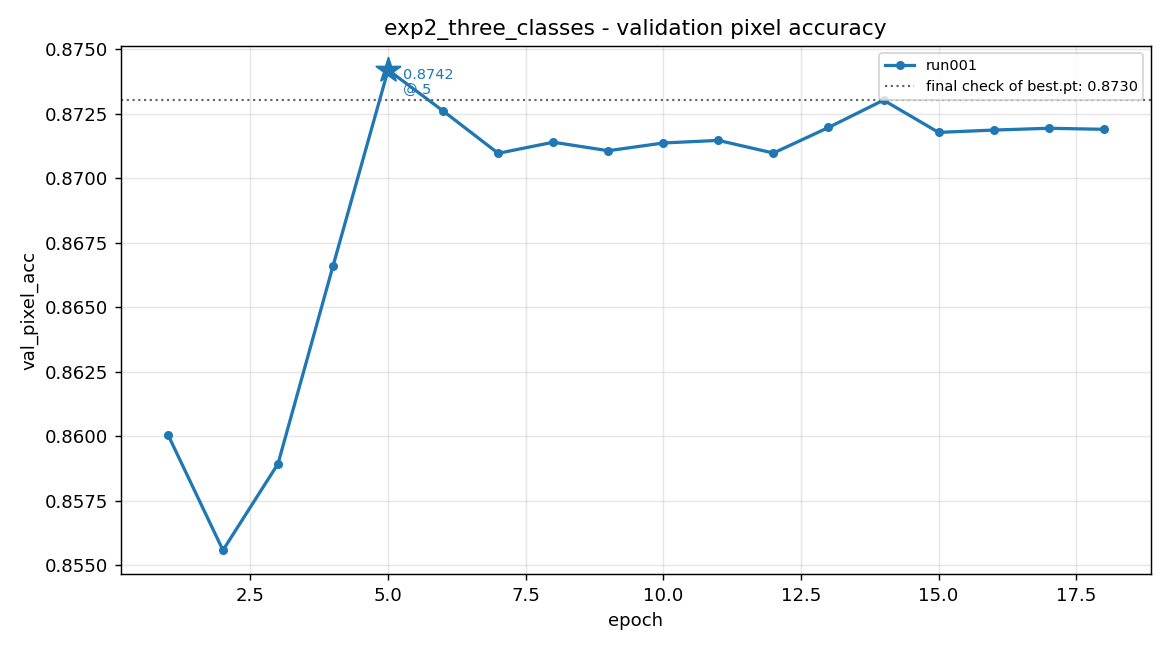 exp2_three_classes - validation pixel accuracy
0.8750
0.8725
0.8700
0.8675
0.8650
0.8625
0.8600
0.8575
0.8550
val_pixel_acc
0.8742
@ 5
run001
final check of best.pt: 0.8730
2.5 5.0 7.5 10.0 12.5 15.0 17.5
epoch